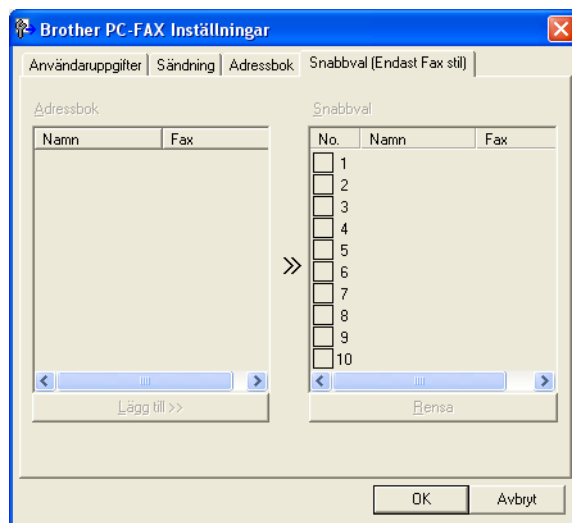 Brother PC-FAX Inställningar
Användaruppgifter Sändning Adressbok Snabbval (Endast Fax stil)
Adressbok
Namn Fax
Lägg till >>
Snabbval
No. Namn Fax
1
2
3
4
5
6
7
8
9
10
Rensa
OK Avbryt